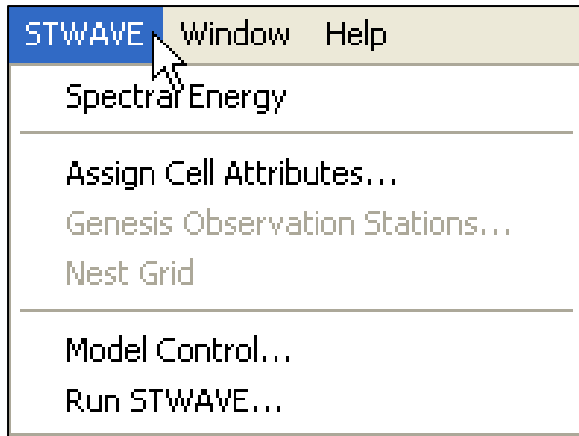 STWAVE Window Help
Spectral Energy
Assign Cell Attributes...
Genesis Observation Stations...
Nest Grid
Model Control...
Run STWAVE...